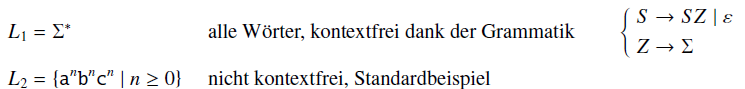 L₁ = Σ* alle Wörter, kontextfrei dank der Grammatik { S → SZ | ε
Z → Σ
L₂ = {aⁿbⁿcⁿ | n ≥ 0} nicht kontextfrei, Standardbeispiel